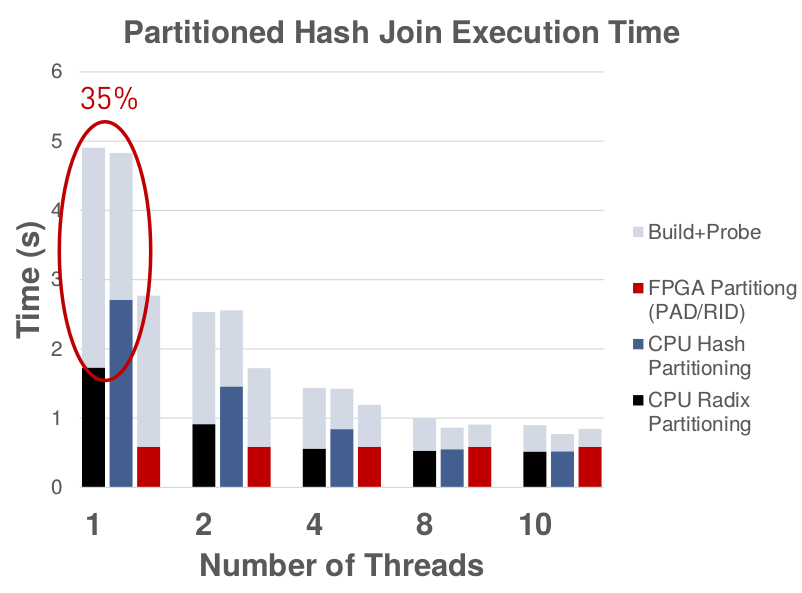 Partitioned Hash Join Execution Time
6
35%
5
4
3
2
1
0
Time (s)
1 2 4 8 10
Number of Threads
Build+Probe
FPGA Partitiong
(PAD/RID)
CPU Hash
Partitioning
CPU Radix
Partitioning